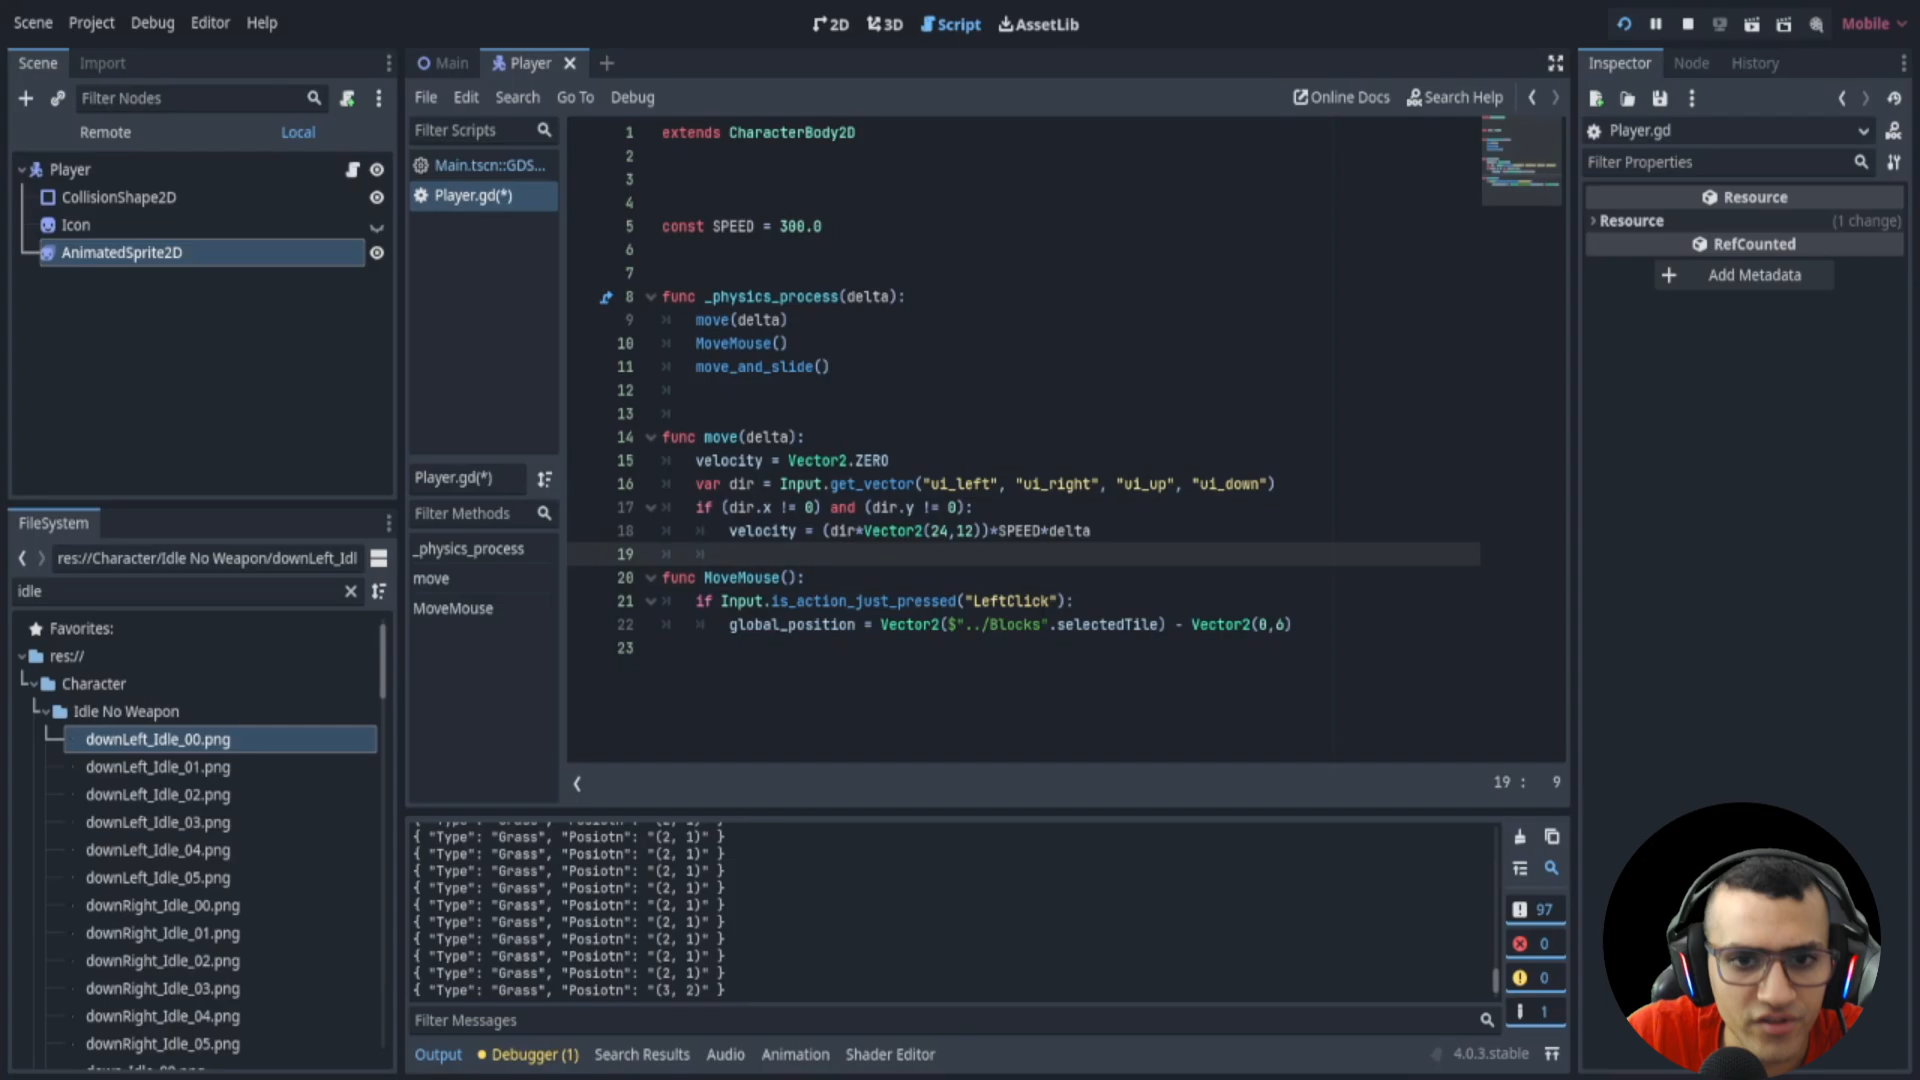 Scene Project Debug Editor Help
2D 3D Script AssetLib
Mobile
Scene Import
Filter Nodes
Remote Local
Player
CollisionShape2D
Icon
AnimatedSprite2D
FileSystem
res://Character/Idle No Weapon/downLeft_Idl
idle
Favorites:
res://
Character
Idle No Weapon
downLeft_Idle_00.png
downLeft_Idle_01.png
downLeft_Idle_02.png
downLeft_Idle_03.png
downLeft_Idle_04.png
downLeft_Idle_05.png
downRight_Idle_00.png
downRight_Idle_01.png
downRight_Idle_02.png
downRight_Idle_03.png
downRight_Idle_04.png
downRight_Idle_05.png
Main Player
File Edit Search Go To Debug
Online Docs Search Help
Filter Scripts
Main.tscn::GDS...
Player.gd(*)
Player.gd(*)
Filter Methods
_physics_process
move
MoveMouse
1 extends CharacterBody2D
2
3
4
5 const SPEED = 300.0
6
7
8 func _physics_process(delta):
9 move(delta)
10 MoveMouse()
11 move_and_slide()
12
13
14 func move(delta):
15 velocity = Vector2.ZERO
16 var dir = Input.get_vector("ui_left", "ui_right", "ui_up", "ui_down")
17 if (dir.x != 0) and (dir.y != 0):
18 velocity = (dir*Vector2(24,12))*SPEED*delta
19
20 func MoveMouse():
21 if Input.is_action_just_pressed("LeftClick"):
22 global_position = Vector2($"../Blocks".selectedTile) - Vector2(0,6)
23
19 : 9
{ "Type": "Grass", "Posiotn": "(2, 1)" }
{ "Type": "Grass", "Posiotn": "(2, 1)" }
{ "Type": "Grass", "Posiotn": "(2, 1)" }
{ "Type": "Grass", "Posiotn": "(2, 1)" }
{ "Type": "Grass", "Posiotn": "(2, 1)" }
{ "Type": "Grass", "Posiotn": "(2, 1)" }
{ "Type": "Grass", "Posiotn": "(2, 1)" }
{ "Type": "Grass", "Posiotn": "(2, 1)" }
{ "Type": "Grass", "Posiotn": "(2, 1)" }
{ "Type": "Grass", "Posiotn": "(3, 2)" }
97
0
0
1
Filter Messages
Output Debugger (1) Search Results Audio Animation Shader Editor
4.0.3.stable
Inspector Node History
Player.gd
Filter Properties
Resource
Resource (1 change)
RefCounted
Add Metadata